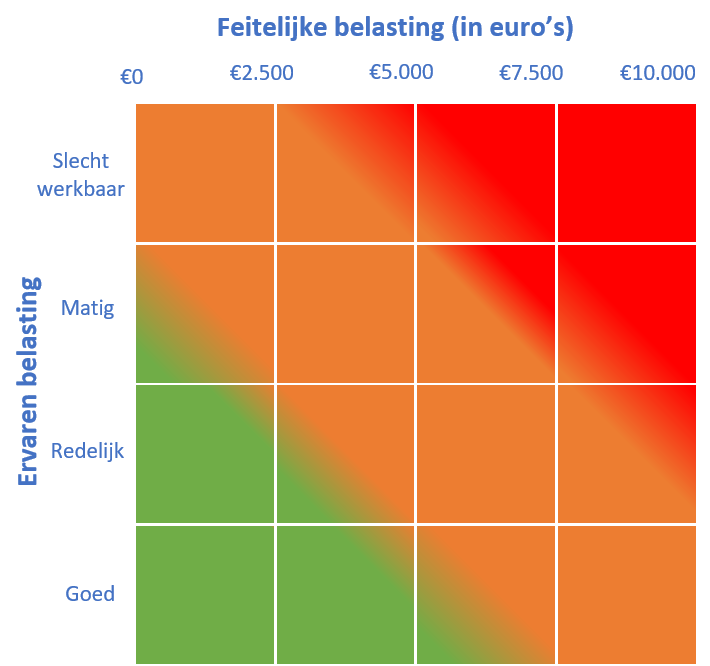 Feitelijke belasting (in euro’s)
€0
€2.500
€5.000
€7.500
€10.000
Slecht
werkbaar
Matig
Ervaren belasting
Redelijk
Goed